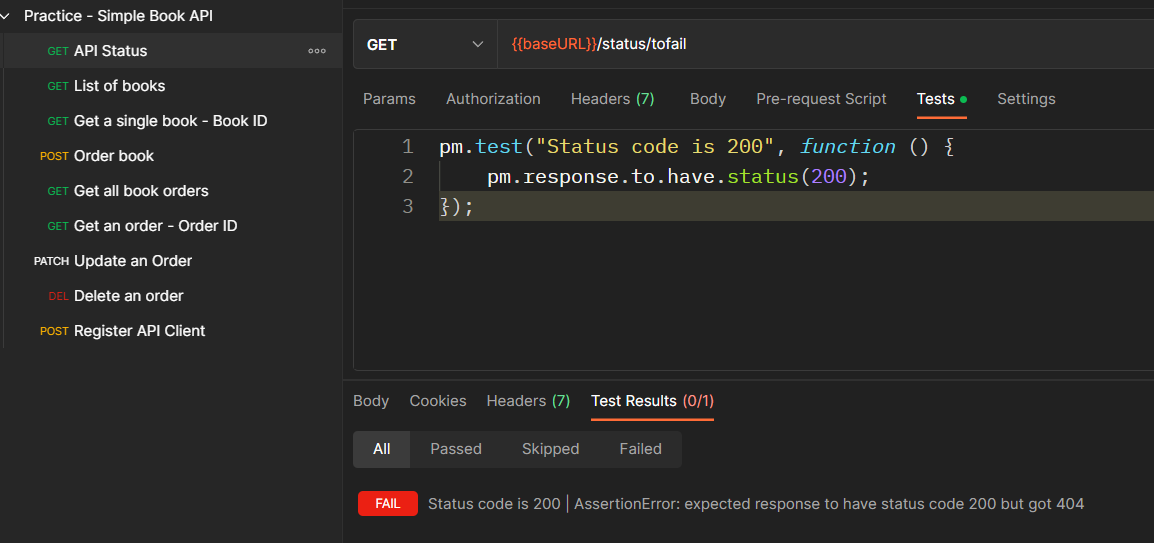 Practice - Simple Book API
GET API Status
GET List of books
GET Get a single book - Book ID
POST Order book
GET Get all book orders
GET Get an order - Order ID
PATCH Update an Order
DEL Delete an order
POST Register API Client
GET {{baseURL}}/status/tofail
Params Authorization Headers (7) Body Pre-request Script Tests Settings
1 pm.test("Status code is 200", function () {
2 pm.response.to.have.status(200);
3 });
Body Cookies Headers (7) Test Results (0/1)
All Passed Skipped Failed
FAIL Status code is 200 | AssertionError: expected response to have status code 200 but got 404